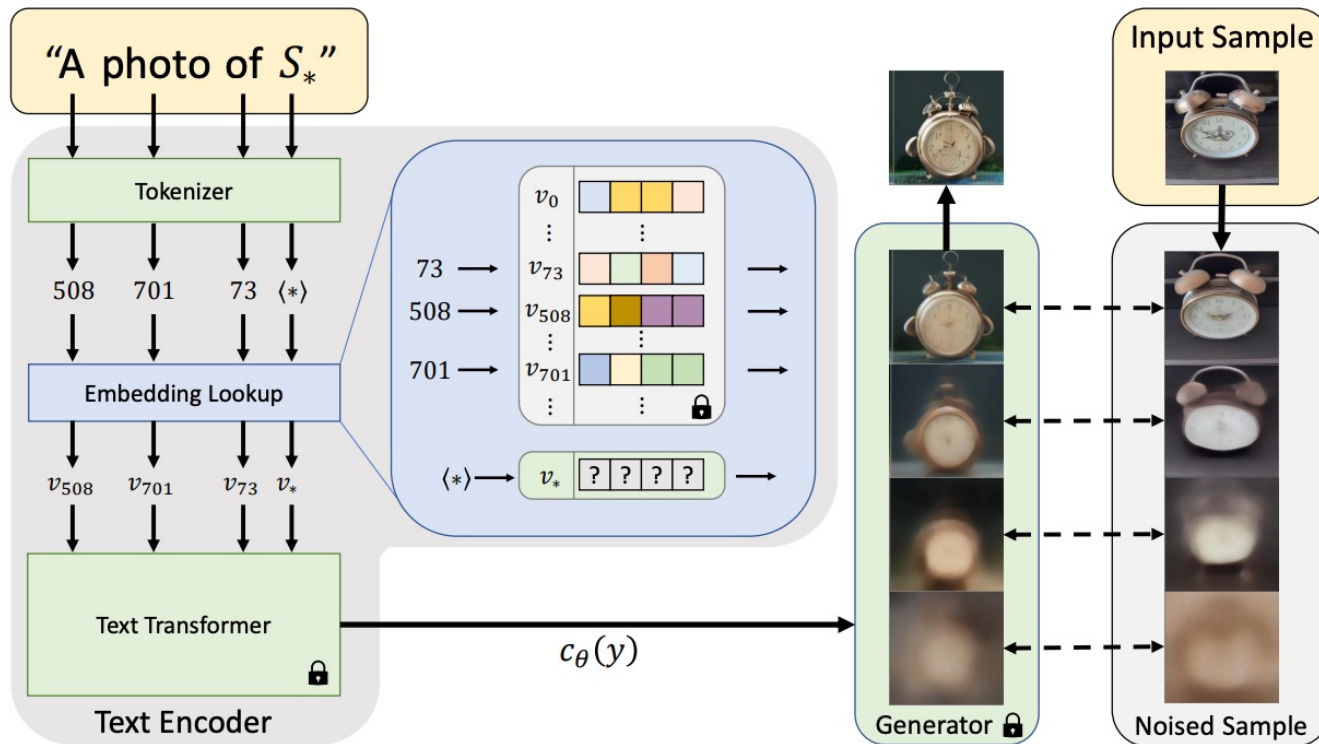 “A photo of S*”
Input Sample
Tokenizer
508 701 73 ⟨*⟩
Embedding Lookup
v508 v701 v73 v*
Text Transformer
Text Encoder
v0
⋮ ⋮
73 v73
508 v508
⋮ ⋮
701 v701
⋮ ⋮
⟨*⟩ v* ? ? ? ?
cθ(y)
Generator
Noised Sample